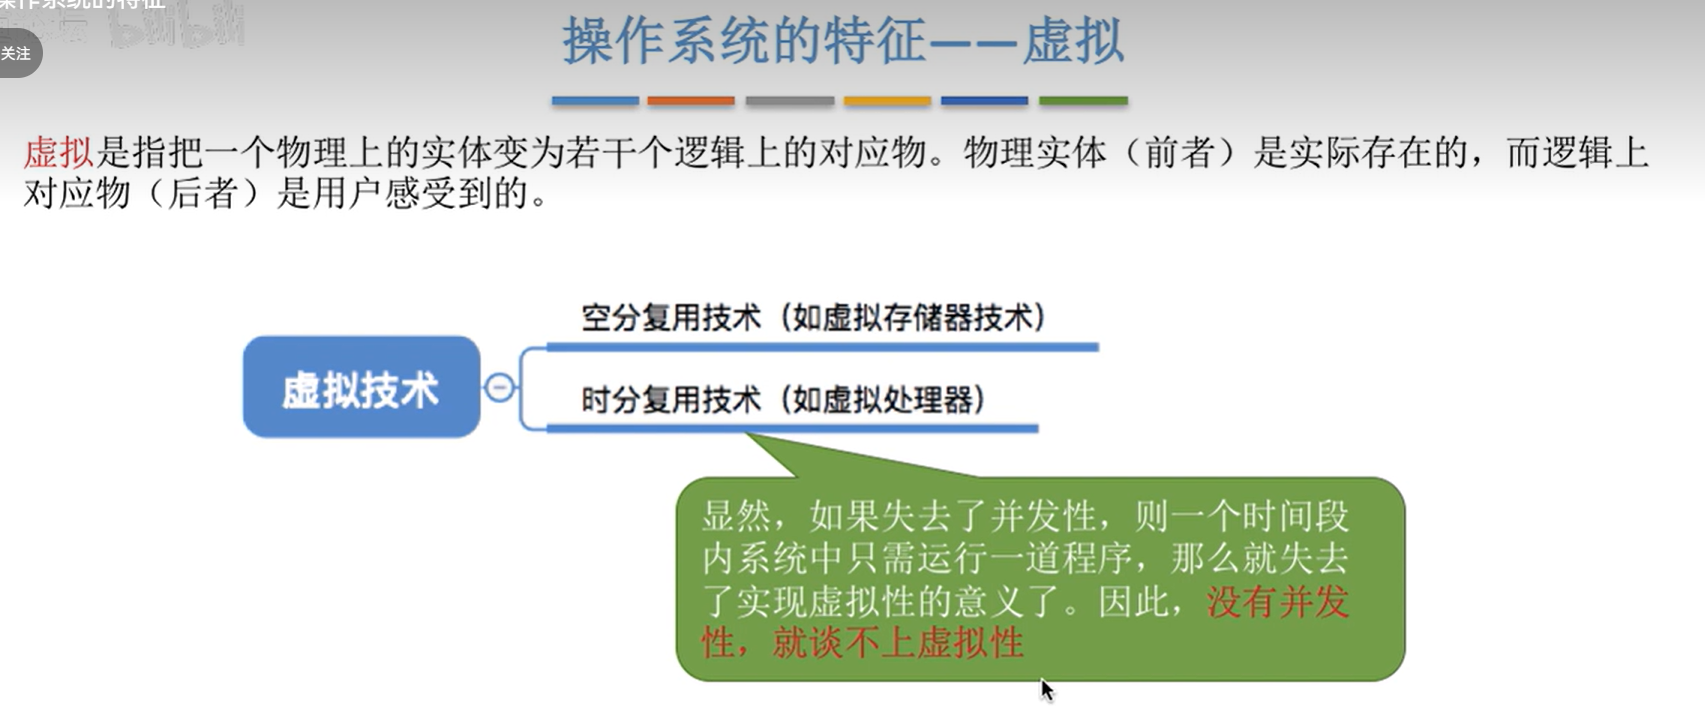 操作系统的特征
bilibili
关注
操作系统的特征——虚拟
虚拟是指把一个物理上的实体变为若干个逻辑上的对应物。物理实体（前者）是实际存在的，而逻辑上
对应物（后者）是用户感受到的。
空分复用技术（如虚拟存储器技术）
虚拟技术
时分复用技术（如虚拟处理器）
显然，如果失去了并发性，则一个时间段
内系统中只需运行一道程序，那么就失去
了实现虚拟性的意义了。因此，没有并发
性，就谈不上虚拟性